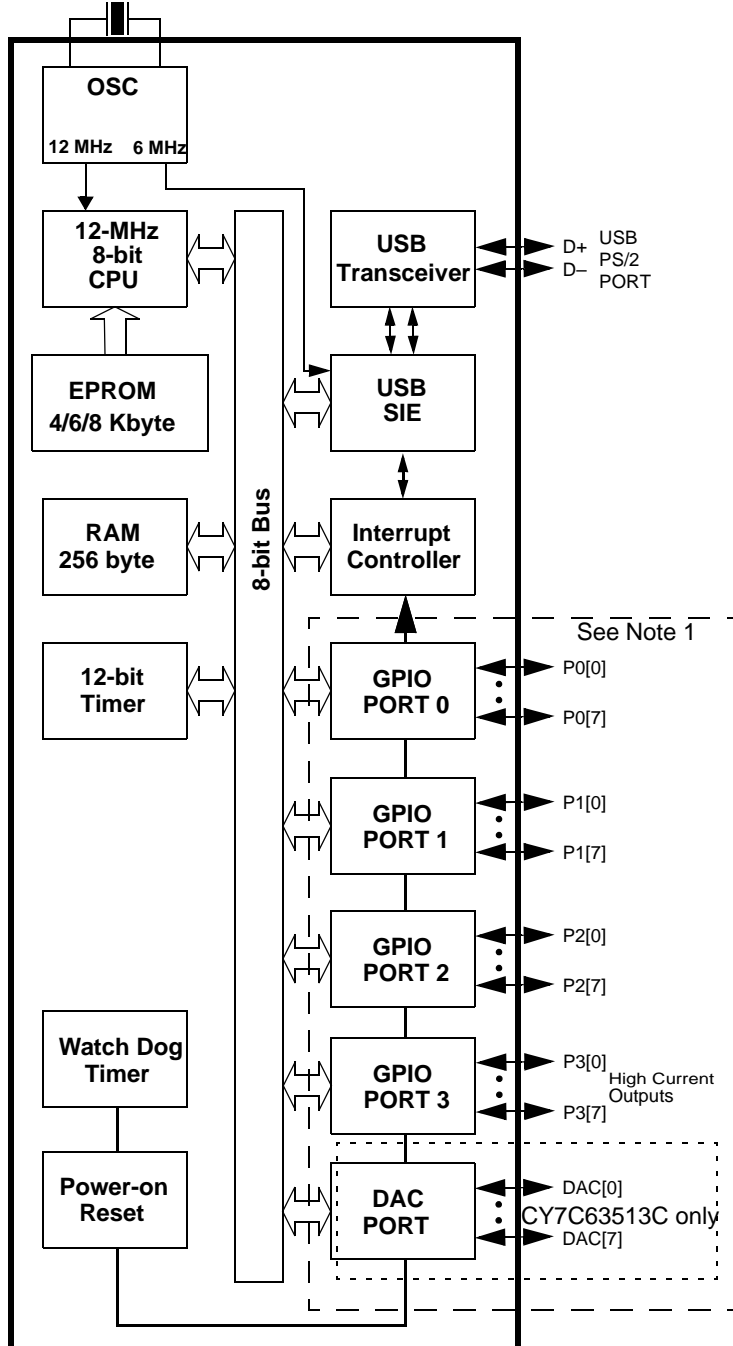 OSC
12 MHz 6 MHz
12-MHz
8-bit
CPU
USB
Transceiver
D+
D–
USB
PS/2
PORT
EPROM
4/6/8 Kbyte
USB
SIE
RAM
256 byte
8-bit Bus
Interrupt
Controller
See Note 1
12-bit
Timer
GPIO
PORT 0
P0[0]
P0[7]
GPIO
PORT 1
P1[0]
P1[7]
GPIO
PORT 2
P2[0]
P2[7]
Watch Dog
Timer
GPIO
PORT 3
P3[0]
P3[7]
High Current
Outputs
Power-on
Reset
DAC
PORT
DAC[0]
CY7C63513C only
DAC[7]